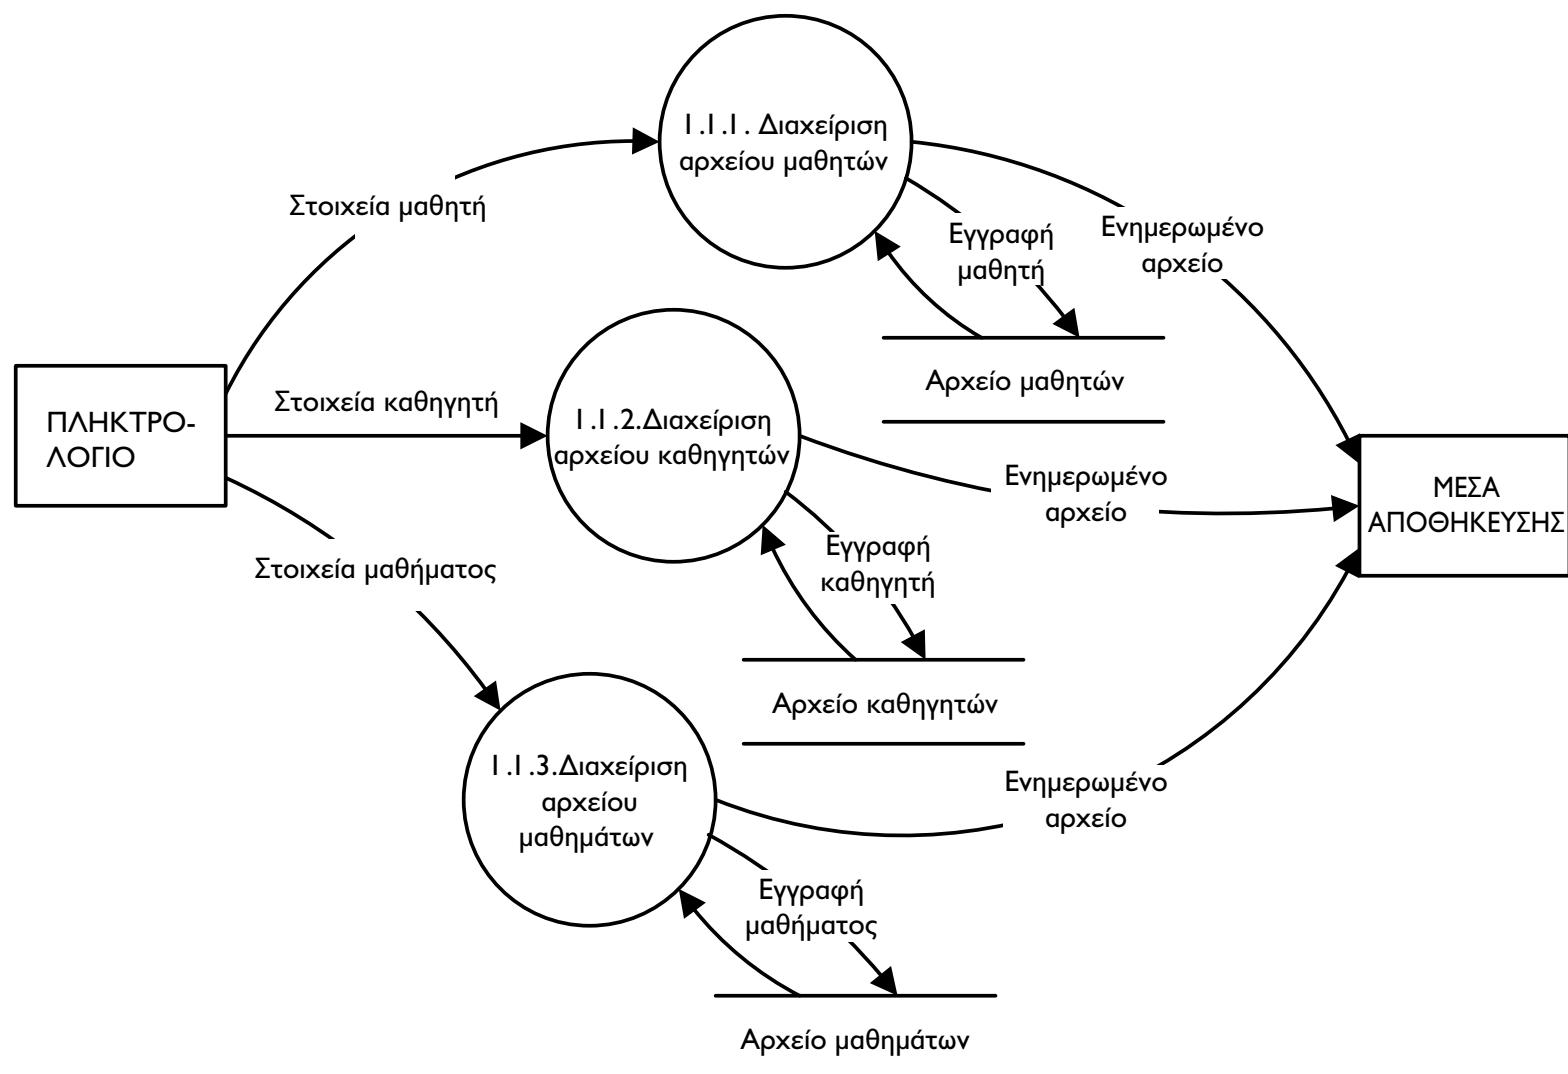 1.1.1. Διαχείριση
αρχείου μαθητών
Στοιχεία μαθητή
Εγγραφή
μαθητή
Ενημερωμένο
αρχείο
Αρχείο μαθητών
ΠΛΗΚΤΡΟ-
ΛΟΓΙΟ
Στοιχεία καθηγητή
1.1.2.Διαχείριση
αρχείου καθηγητών
Ενημερωμένο
αρχείο
ΜΕΣΑ
ΑΠΟΘΗΚΕΥΣΗΣ
Στοιχεία μαθήματος
Εγγραφή
καθηγητή
Αρχείο καθηγητών
1.1.3.Διαχείριση
αρχείου
μαθημάτων
Ενημερωμένο
αρχείο
Εγγραφή
μαθήματος
Αρχείο μαθημάτων